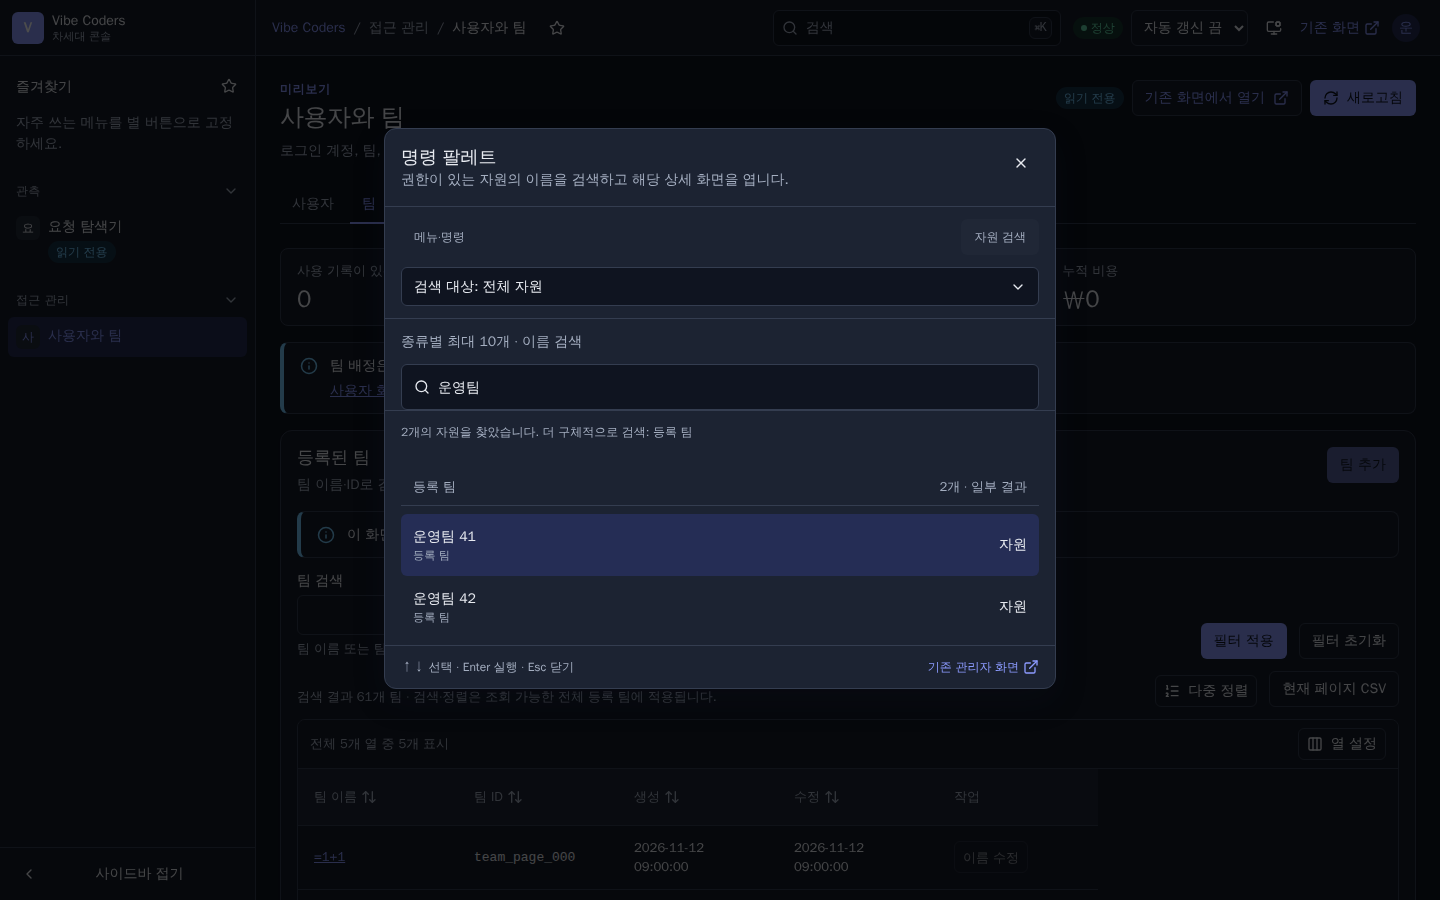 V
Vibe Coders
차세대 콘솔
Vibe Coders / 접근 관리 / 사용자와 팀
검색
⌘K
정상
자동 갱신 끔
기존 화면
운
즐겨찾기
자주 쓰는 메뉴를 별 버튼으로 고정
하세요.
관측
요 요청 탐색기
읽기 전용
접근 관리
사 사용자와 팀
사이드바 접기
미리보기
사용자와 팀
로그인 계정, 팀,
읽기 전용
기존 화면에서 열기
새로고침
사용자
팀
사용 기록이 있
0
누적 비용
₩0
팀 배정은
사용자 화
등록된 팀
팀 이름·ID로 검
팀 추가
이 화면
팀 검색
팀 이름 또는 팀
필터 적용
필터 초기화
검색 결과 61개 팀 · 검색·정렬은 조회 가능한 전체 등록 팀에 적용됩니다.
다중 정렬
현재 페이지 CSV
전체 5개 열 중 5개 표시
열 설정
팀 이름
팀 ID
생성
수정
작업
=1+1
team_page_000
2026-11-12
09:00:00
2026-11-12
09:00:00
이름 수정
명령 팔레트
권한이 있는 자원의 이름을 검색하고 해당 상세 화면을 엽니다.
메뉴·명령
자원 검색
검색 대상: 전체 자원
종류별 최대 10개 · 이름 검색
운영팀
2개의 자원을 찾았습니다. 더 구체적으로 검색: 등록 팀
등록 팀
2개 · 일부 결과
운영팀 41
등록 팀
자원
운영팀 42
등록 팀
자원
↑ ↓ 선택 · Enter 실행 · Esc 닫기
기존 관리자 화면